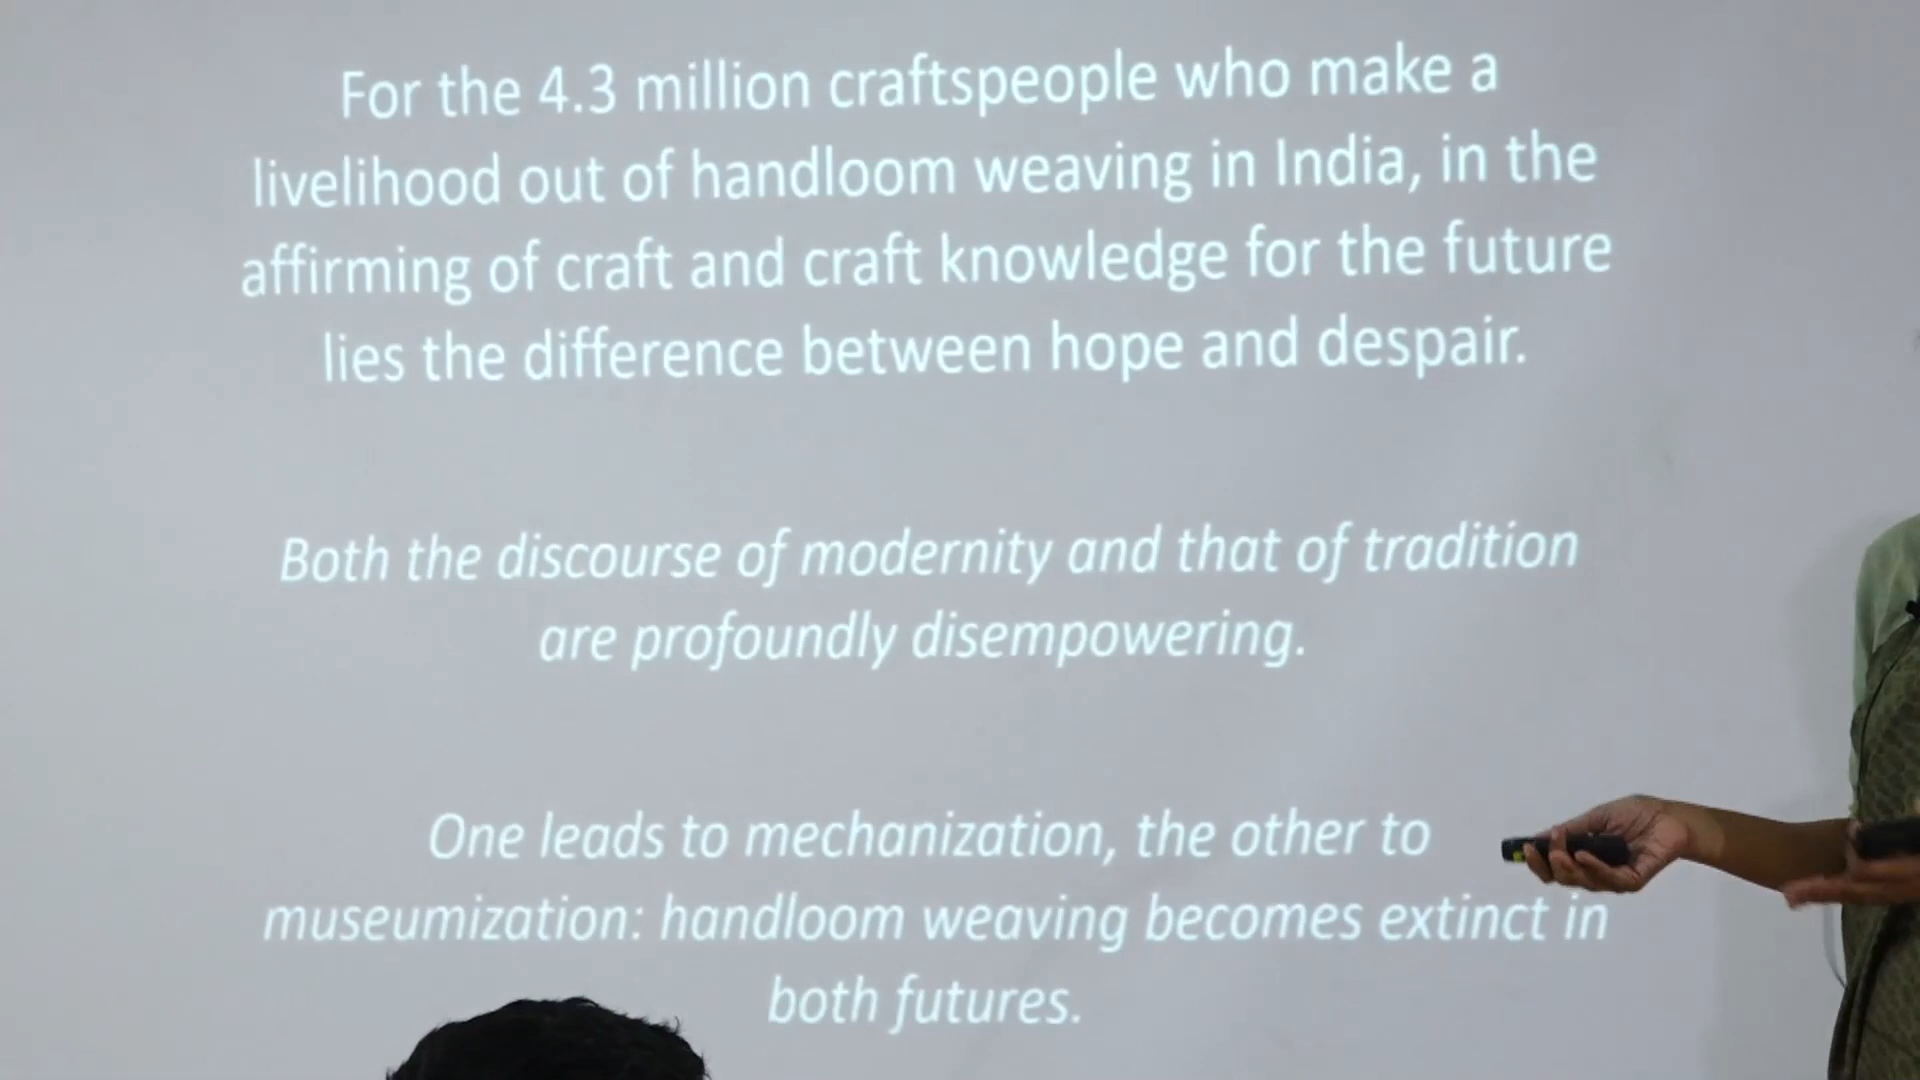 For the 4.3 million craftspeople who make a
livelihood out of handloom weaving in India, in the
affirming of craft and craft knowledge for the future
lies the difference between hope and despair.
Both the discourse of modernity and that of tradition
are profoundly disempowering.
One leads to mechanization, the other to
museumization: handloom weaving becomes extinct in
both futures.